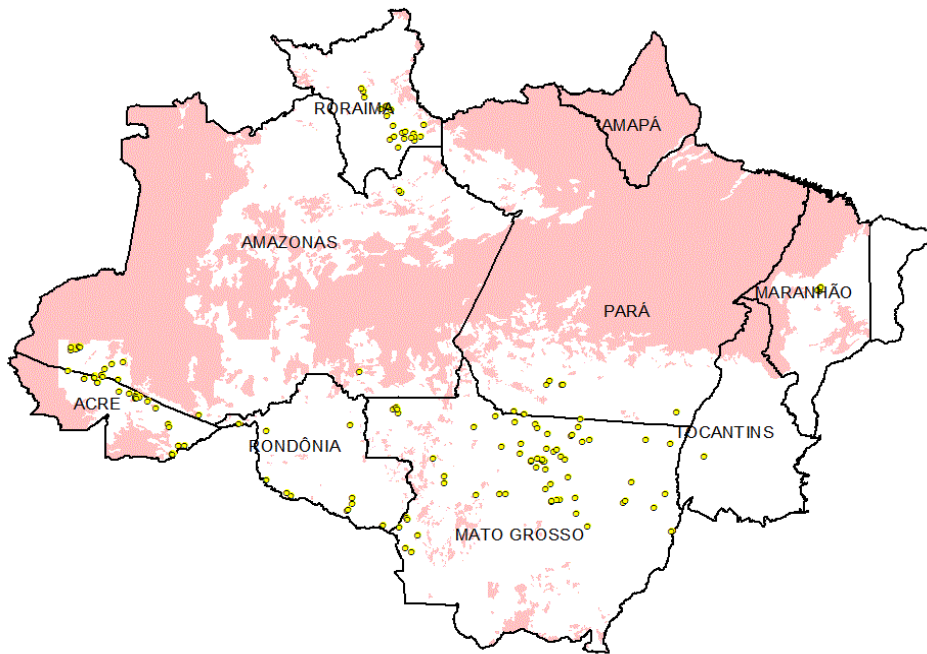 RORAIMA
AMAPÁ
AMAZONAS
MARANHÃO
PARÁ
ACRE
TOCANTINS
RONDÔNIA
MATO GROSSO